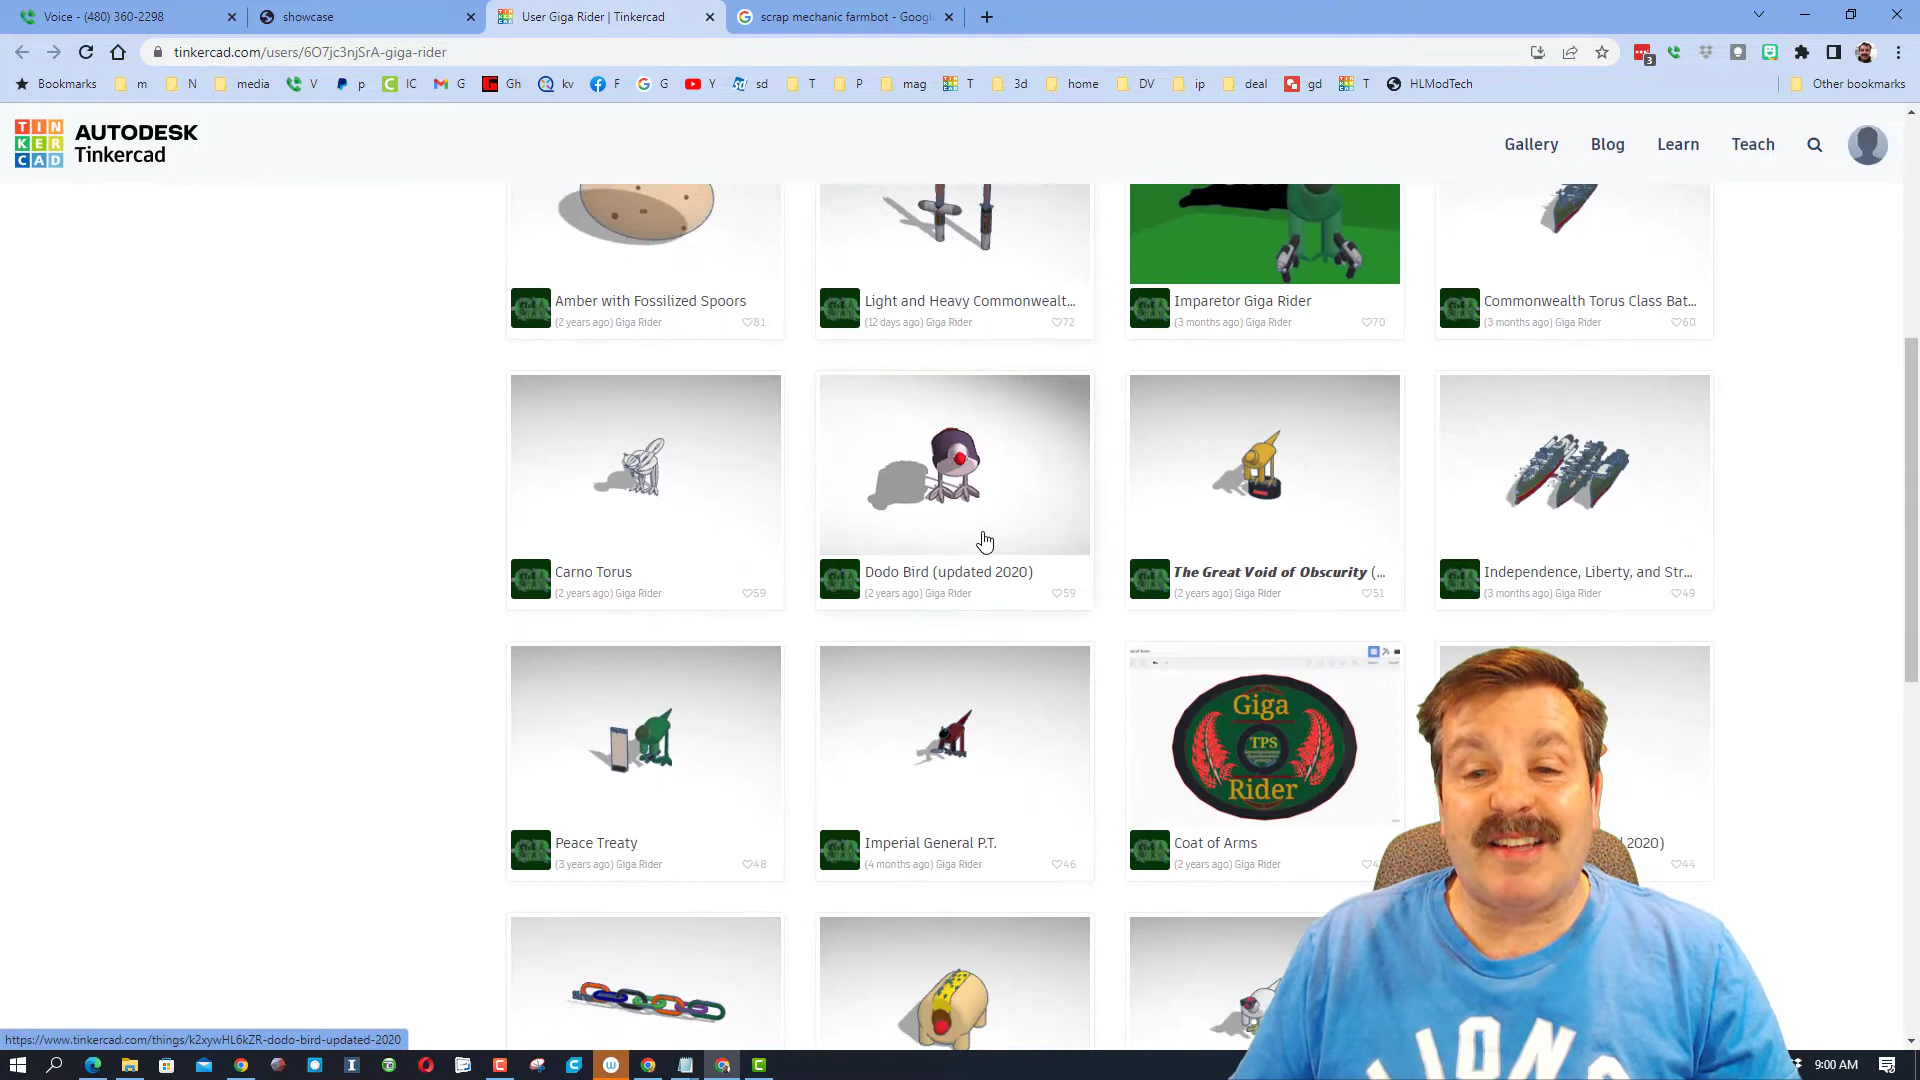 Voice - (480) 360-2298
showcase
User Giga Rider | Tinkercad
scrap mechanic farmbot - Google
tinkercad.com/users/6O7jc3njSrA-giga-rider
3
Bookmarks
m
N
media
V
p
IC
G
Gh
kv
F
G
Y
sd
T
P
mag
T
3d
home
DV
ip
deal
gd
T
HLModTech
Other bookmarks
TIN
KER
CAD
AUTODESK
Tinkercad
Gallery
Blog
Learn
Teach
Amber with Fossilized Spoors
(2 years ago) Giga Rider
81
Light and Heavy Commonwealt...
(12 days ago) Giga Rider
72
Imparetor Giga Rider
(3 months ago) Giga Rider
70
Commonwealth Torus Class Bat...
(3 months ago) Giga Rider
60
Carno Torus
(2 years ago) Giga Rider
59
Dodo Bird (updated 2020)
(2 years ago) Giga Rider
59
The Great Void of Obscurity (...
(2 years ago) Giga Rider
51
Independence, Liberty, and Str...
(3 months ago) Giga Rider
49
Giga
TPS
Rider
Peace Treaty
(3 years ago) Giga Rider
48
Imperial General P.T.
(4 months ago) Giga Rider
46
Coat of Arms
(2 years ago) Giga Rider
2020)
44
LIONS
https://www.tinkercad.com/things/k2xywHL6kZR-dodo-bird-updated-2020
9:00 AM